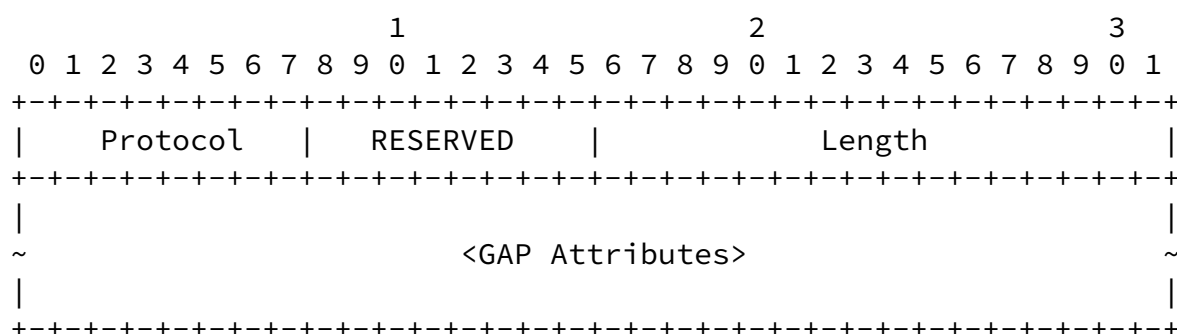 1                   2                   3
 0 1 2 3 4 5 6 7 8 9 0 1 2 3 4 5 6 7 8 9 0 1 2 3 4 5 6 7 8 9 0 1
+-+-+-+-+-+-+-+-+-+-+-+-+-+-+-+-+-+-+-+-+-+-+-+-+-+-+-+-+-+-+-+-+
|    Protocol   |   RESERVED    |            Length             |
+-+-+-+-+-+-+-+-+-+-+-+-+-+-+-+-+-+-+-+-+-+-+-+-+-+-+-+-+-+-+-+-+
|                                                               |
~                        <GAP Attributes>                       ~
|                                                               |
+-+-+-+-+-+-+-+-+-+-+-+-+-+-+-+-+-+-+-+-+-+-+-+-+-+-+-+-+-+-+-+-+